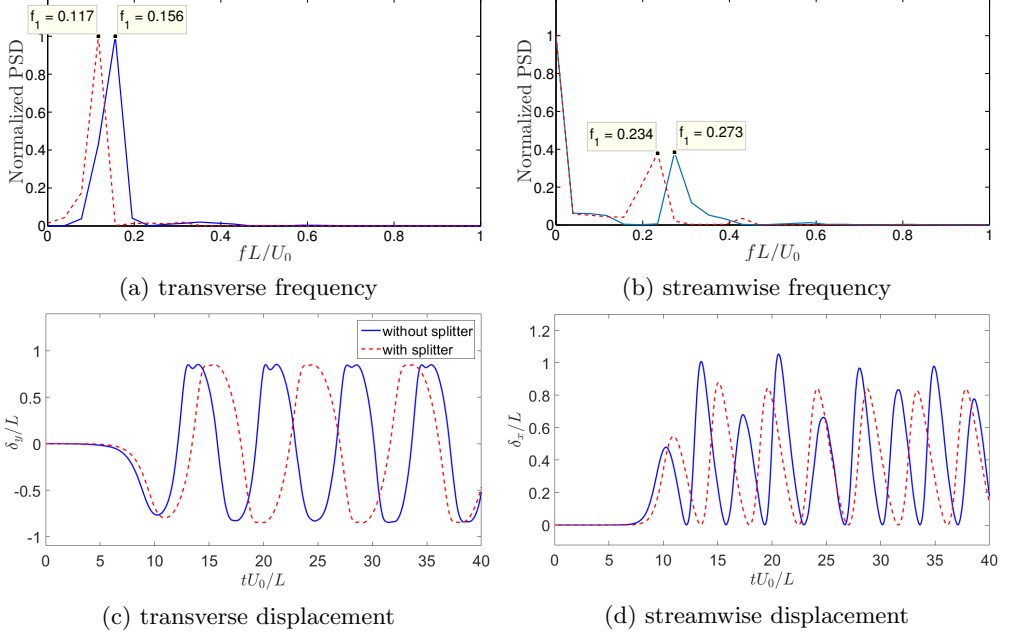 f₁ = 0.117
f₁ = 0.156
1
0.8
0.6
0.4
0.2
0
Normalized PSD
0
0.2
0.4
0.6
0.8
1
fL/U₀
(a) transverse frequency
1
0.8
0.6
0.4
0.2
0
Normalized PSD
f₁ = 0.234
f₁ = 0.273
0.2
0.4
0.6
0.8
1
fL/U₀
(b) streamwise frequency
1
0.5
0
-0.5
-1
δy/L
without splitter
with splitter
0
5
10
15
20
25
30
35
40
tU₀/L
(c) transverse displacement
1.2
1
0.8
0.6
0.4
0.2
0
δx/L
0
5
10
15
20
25
30
35
40
tU₀/L
(d) streamwise displacement